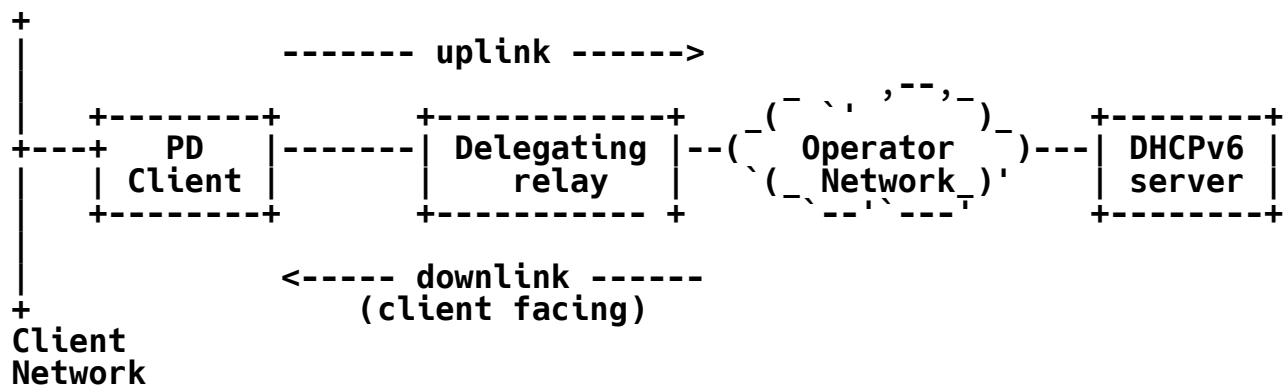 ------- uplink ------>
PD Client
Delegating relay
Operator Network
DHCPv6 server
<----- downlink ------
(client facing)
Client
Network